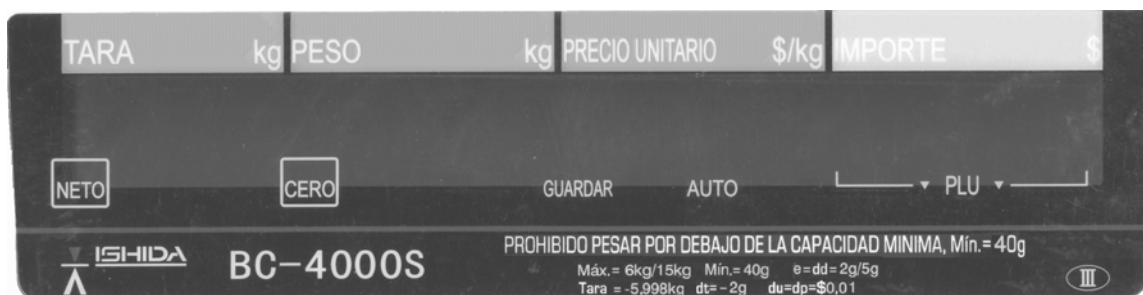 TARA kg PESO kg PRECIO UNITARIO $/kg IMPORTE $
NETO CERO GUARDAR AUTO PLU
ISHIDA BC-4000S PROHIBIDO PESAR POR DEBAJO DE LA CAPACIDAD MINIMA, Mín.= 40g
Máx.= 6kg/15kg Mín.= 40g e=dd= 2g/5g
Tara = -5,998kg dt= -2g du=dp=$0,01
III